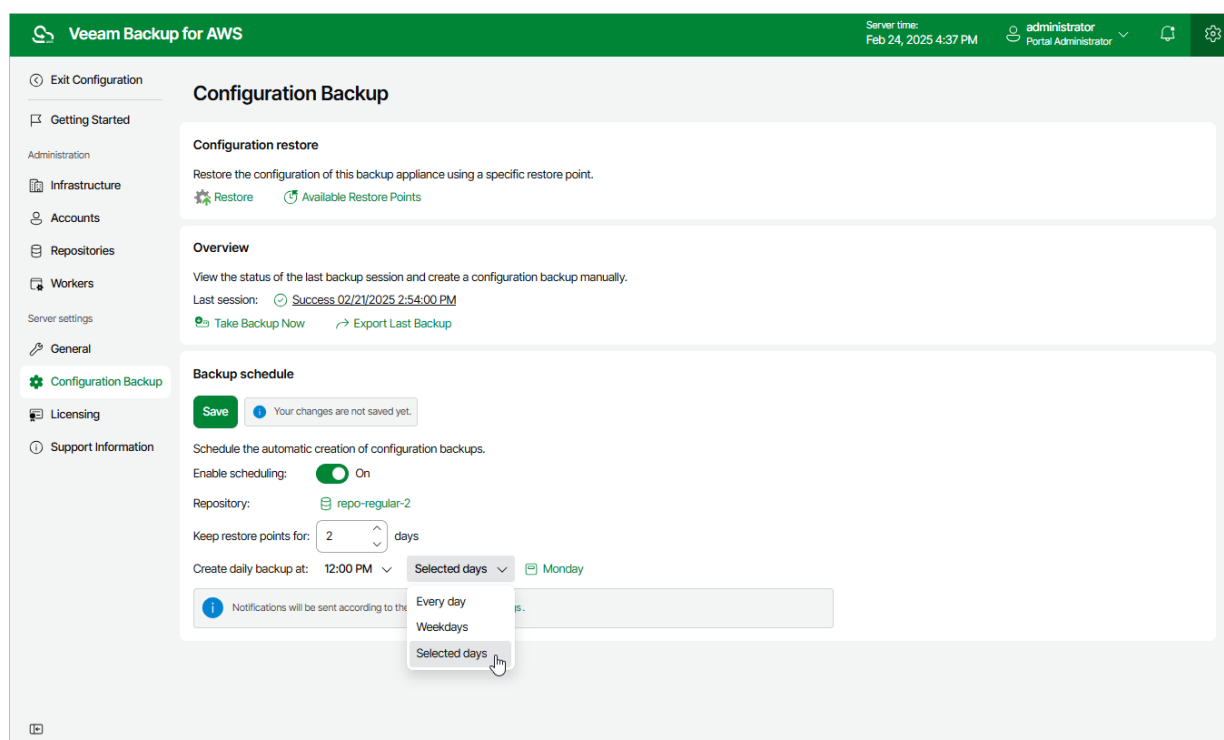 Veeam Backup for AWS
Server time:
Feb 24, 2025 4:37 PM
administrator
Portal Administrator
Exit Configuration
Getting Started
Administration
Infrastructure
Accounts
Repositories
Workers
Server settings
General
Configuration Backup
Licensing
Support Information
Configuration Backup
Configuration restore
Restore the configuration of this backup appliance using a specific restore point.
Restore Available Restore Points
Overview
View the status of the last backup session and create a configuration backup manually.
Last session: Success 02/21/2025 2:54:00 PM
Take Backup Now Export Last Backup
Backup schedule
Save Your changes are not saved yet.
Schedule the automatic creation of configuration backups.
Enable scheduling: On
Repository: repo-regular-2
Keep restore points for: 2 days
Create daily backup at: 12:00 PM Selected days Monday
Every day
Notifications will be sent according to the
Weekdays
Selected days